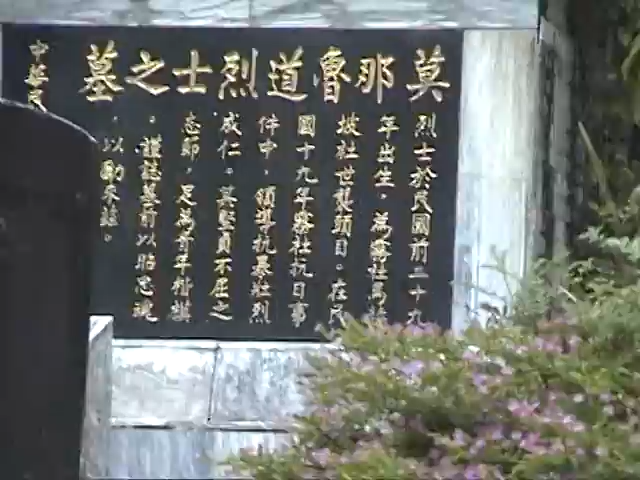 莫那魯道烈士之墓
烈士於民國前二十九
年出生,為霧社馬
坡社世襲頭目。在民
國十九年霧社抗日事
件中,領導抗暴壯烈
成仁。其堅貞不屈之
志節,足為青年楷模
。謹誌墓前以昭忠魂
,以勵來茲。
中華民